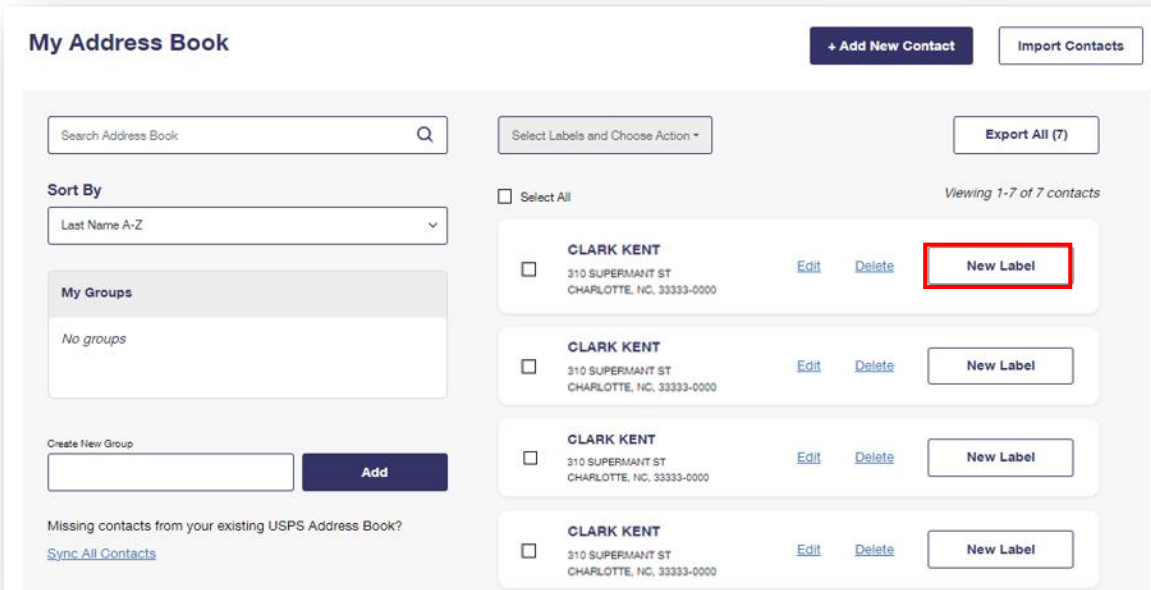 My Address Book
+ Add New Contact
Import Contacts
Search Address Book
Select Labels and Choose Action
Export All (7)
Sort By
Last Name A-Z
Select All
Viewing 1-7 of 7 contacts
My Groups
No groups
Create New Group
Add
Missing contacts from your existing USPS Address Book?
Sync All Contacts
CLARK KENT
310 SUPERMANT ST
CHARLOTTE, NC, 33333-0000
Edit
Delete
New Label
CLARK KENT
310 SUPERMANT ST
CHARLOTTE, NC, 33333-0000
Edit
Delete
New Label
CLARK KENT
310 SUPERMANT ST
CHARLOTTE, NC, 33333-0000
Edit
Delete
New Label
CLARK KENT
310 SUPERMANT ST
CHARLOTTE, NC, 33333-0000
Edit
Delete
New Label